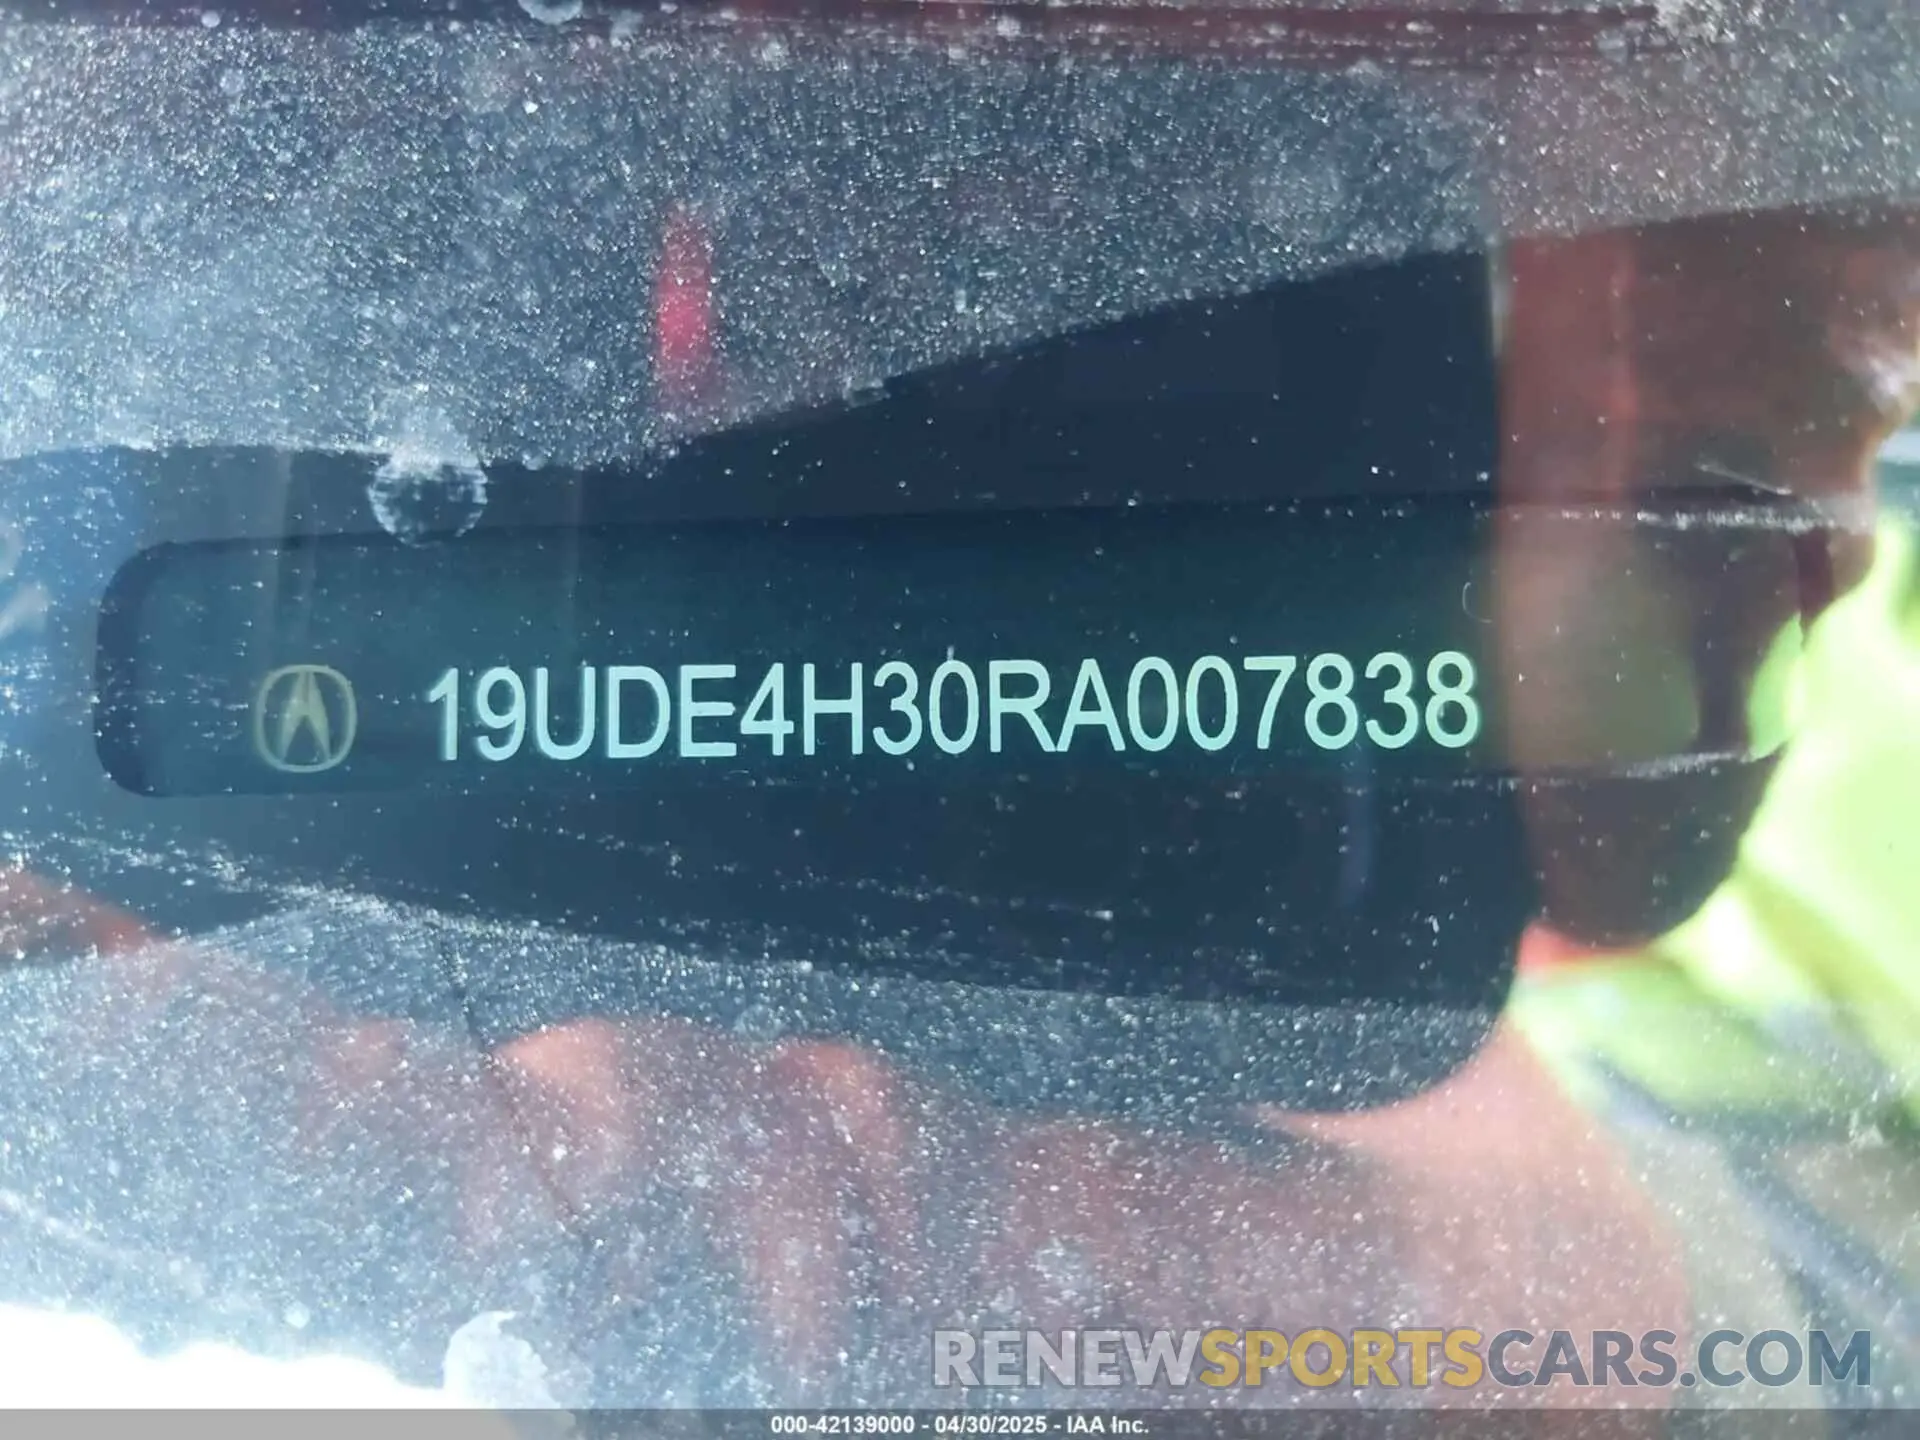 19UDE4H30RA007838
RENEWSPORTSCARS.COM
000-42139000 - 04/30/2025 - IAA Inc.